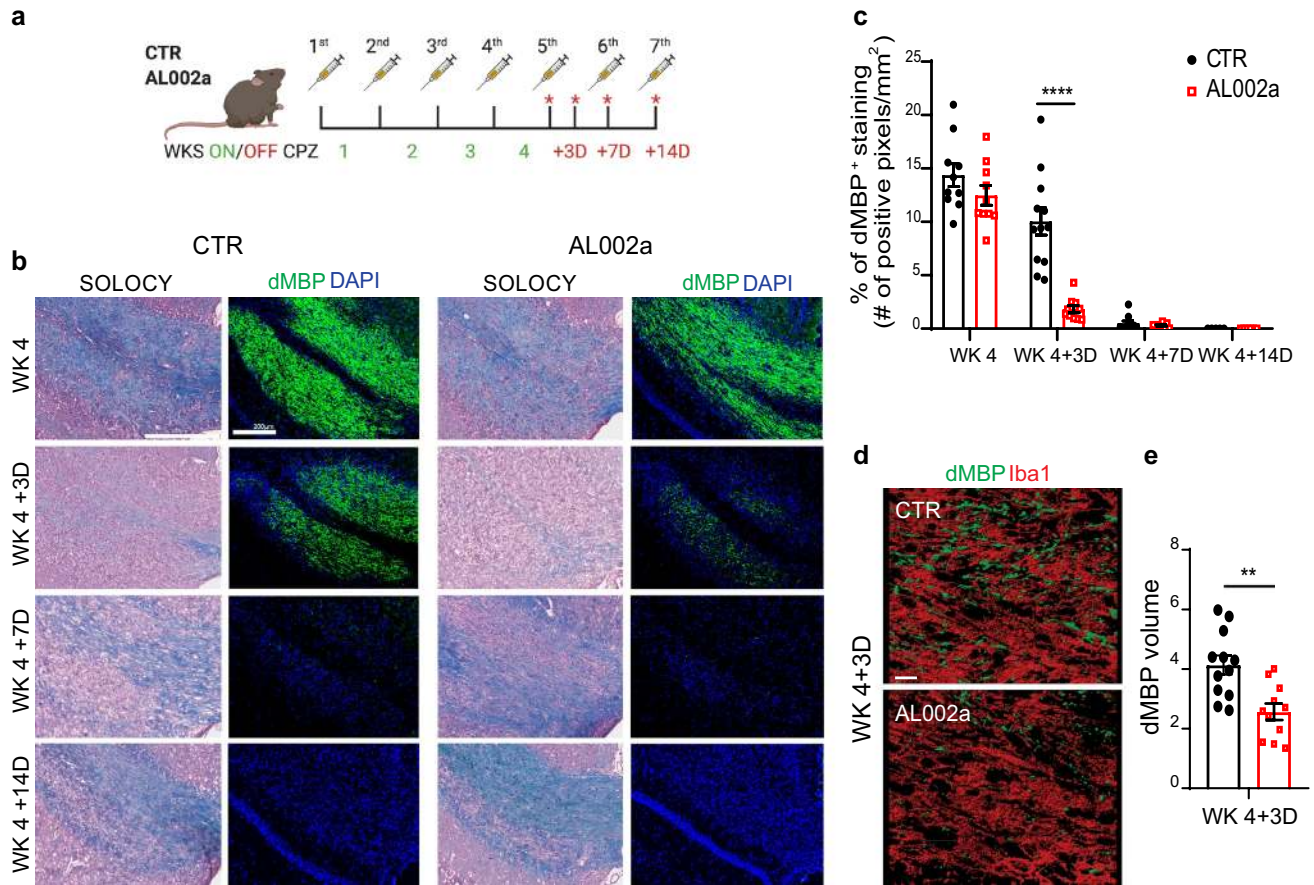 a
CTR
AL002a
1st 2nd 3rd 4th 5th 6th 7th
* * * *
WKS ON/OFF CPZ 1 2 3 4 +3D +7D +14D
b
CTR AL002a
SOLOCY dMBP DAPI SOLOCY dMBP DAPI
WK 4
200µm
WK 4 +3D
WK 4 +7D
WK 4 +14D
c
CTR
AL002a
% of dMBP+ staining
(# of positive pixels/mm2)
20
15
10
5
0
****
WK 4 WK 4+3D WK 4+7D WK 4+14D
d
dMBP Iba1
CTR
AL002a
WK 4+3D
e
dMBP volume
8
6
4
2
0
**
WK 4+3D